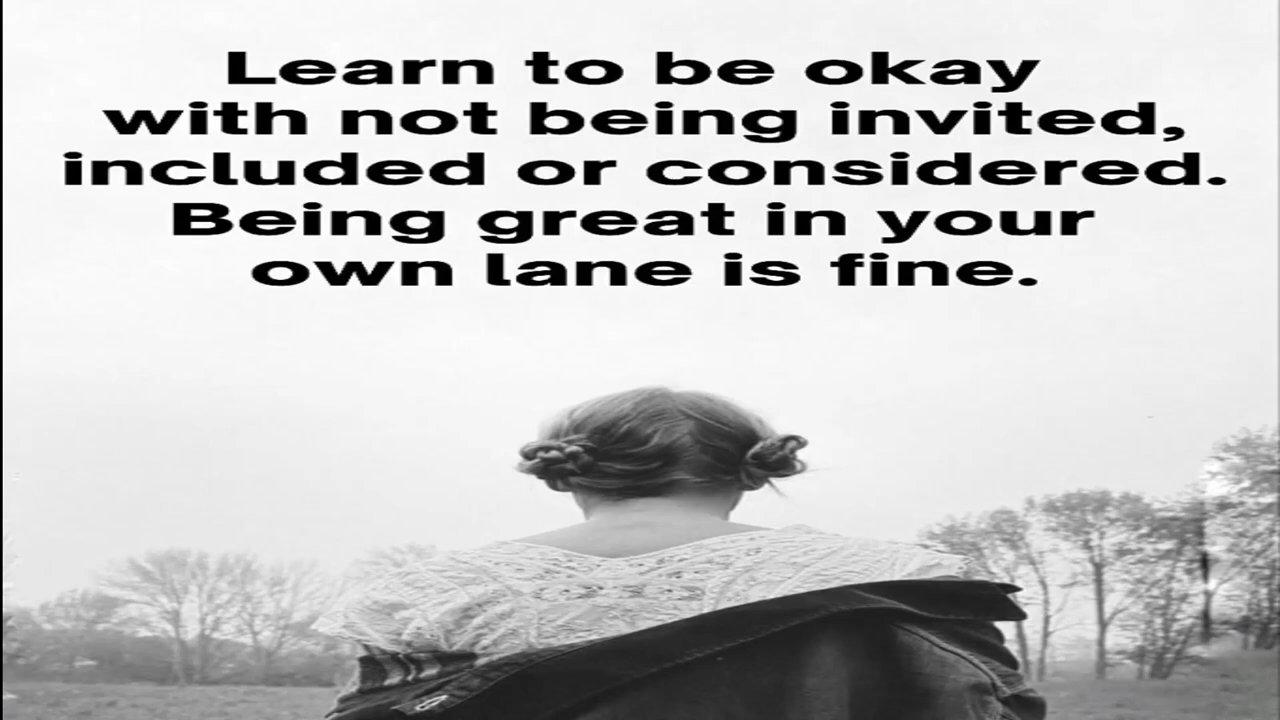 Learn to be okay
with not being invited,
included or considered.
Being great in your
own lane is fine.